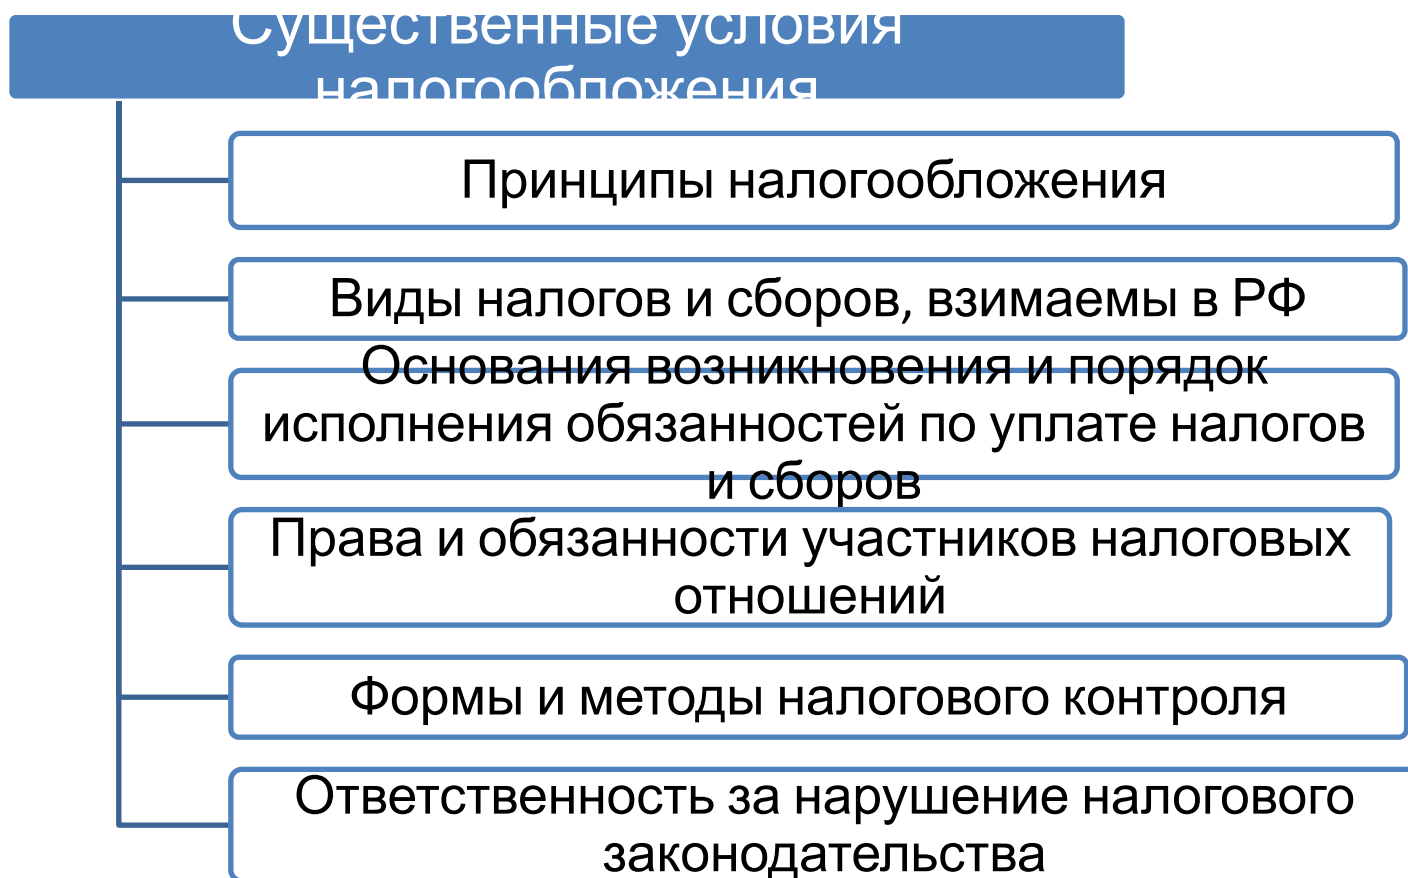 Существенные условия
налогообложения
Принципы налогообложения
Виды налогов и сборов, взимаемы в РФ
Основания возникновения и порядок
исполнения обязанностей по уплате налогов
и сборов
Права и обязанности участников налоговых
отношений
Формы и методы налогового контроля
Ответственность за нарушение налогового
законодательства